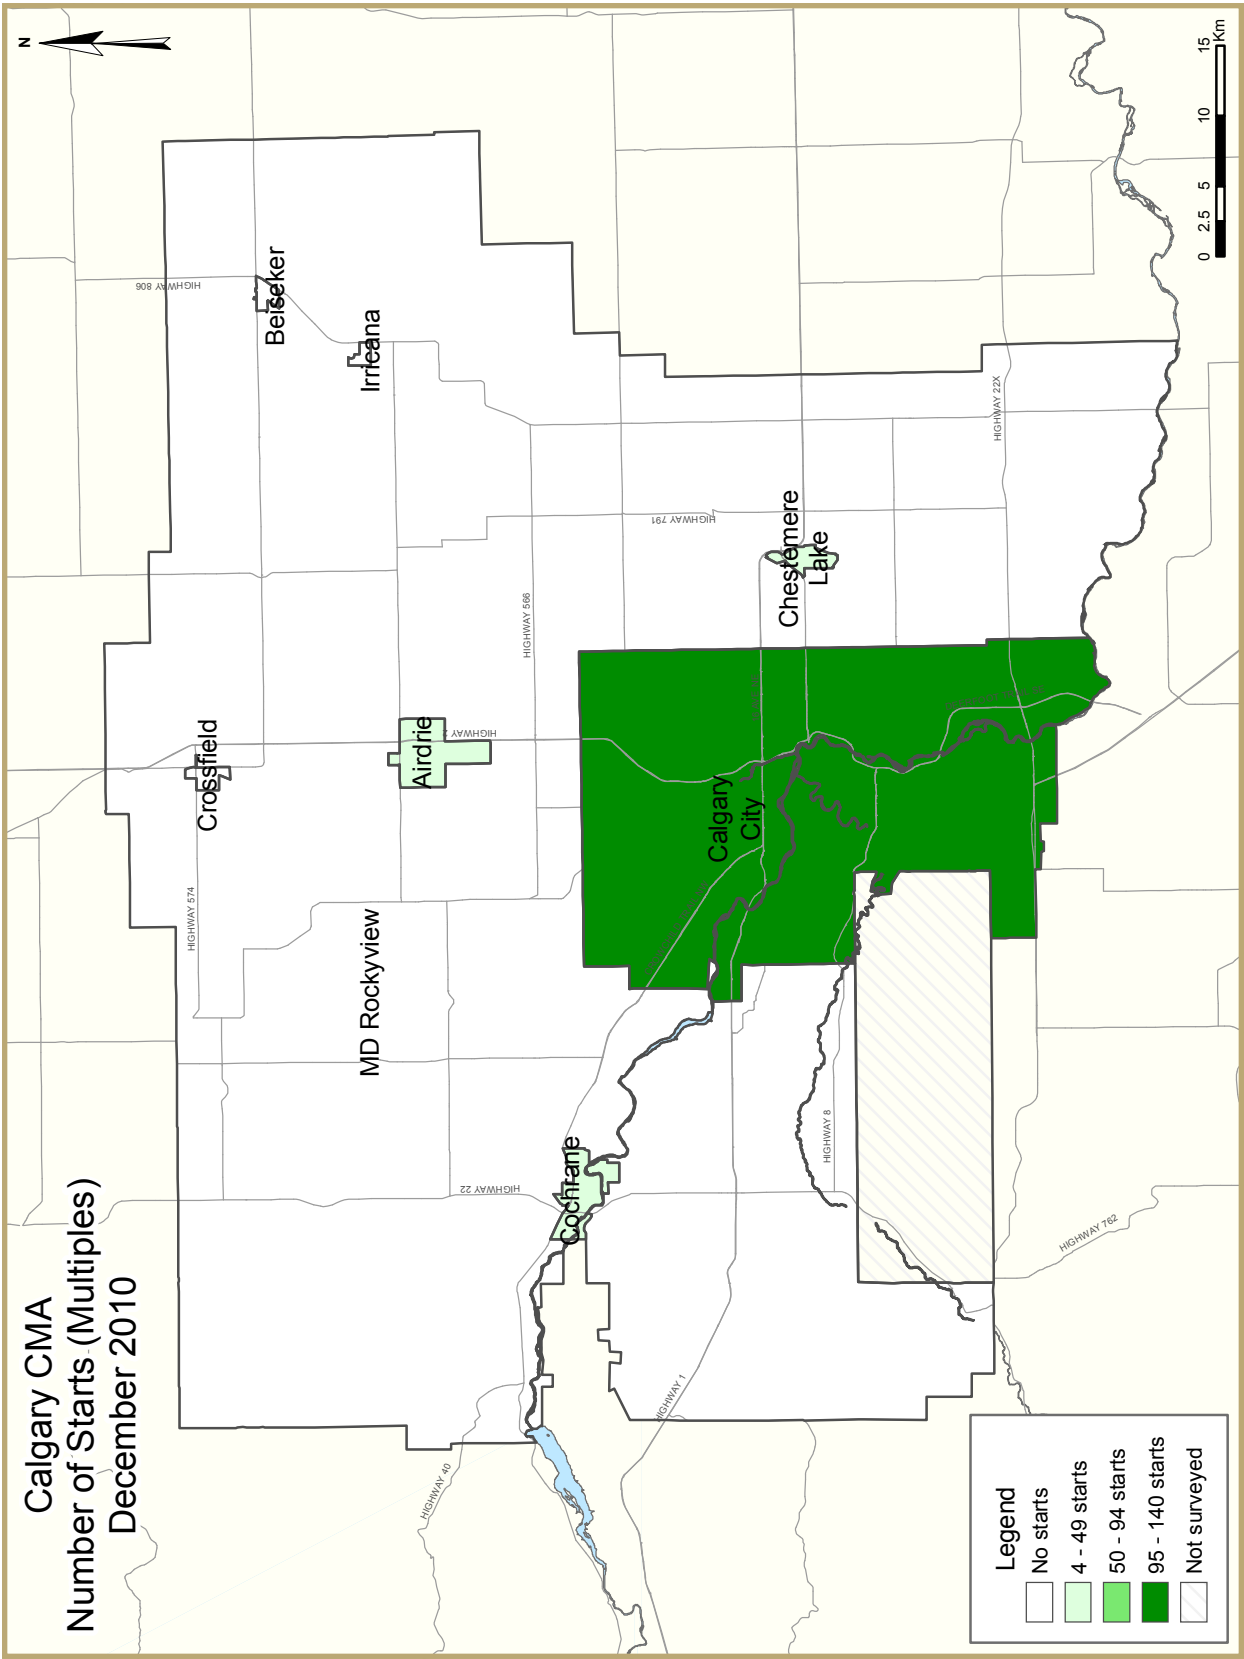 Calgary CMA
Number of Starts (Multiples)
December 2010
N
HIGHWAY 574
Crossfield
HIGHWAY 806
Beiseker
Irricana
MD Rockyview
Airdrie
HIGHWAY 2
HIGHWAY 566
HIGHWAY 40
HIGHWAY 22
Cochrane
HIGHWAY 791
HIGHWAY 1
Calgary
City
Chestemere
Lake
HIGHWAY 8
HIGHWAY 22X
HIGHWAY 762
Legend
No starts
4 - 49 starts
50 - 94 starts
95 - 140 starts
Not surveyed
0 2.5 5 10 15
Km